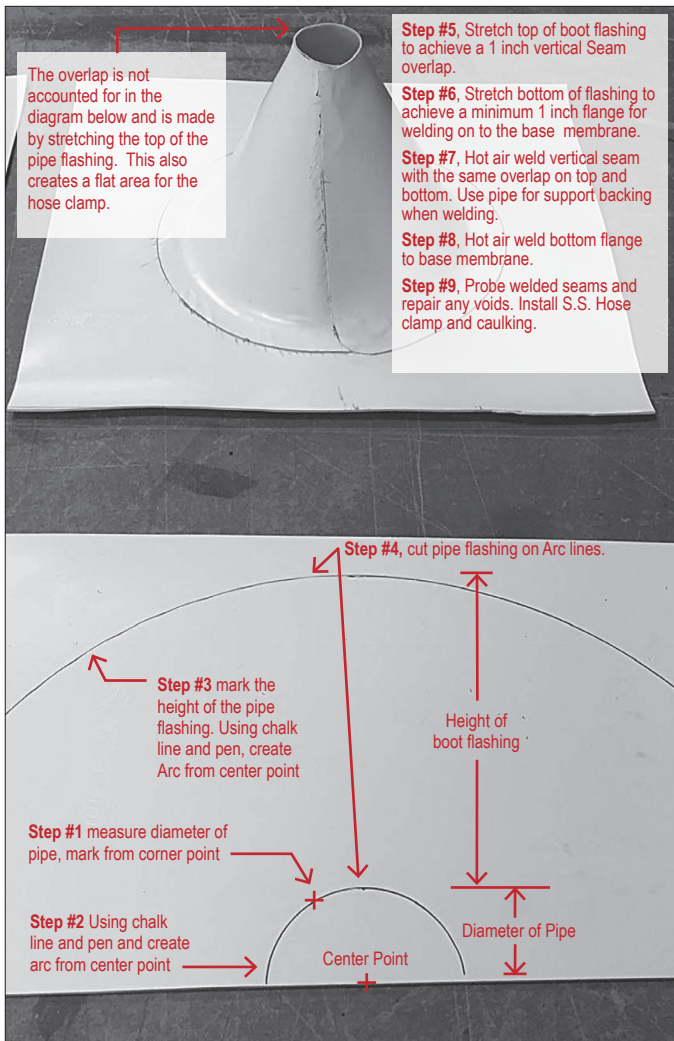 The overlap is not
accounted for in the
diagram below and is made
by stretching the top of the
pipe flashing. This also
creates a flat area for the
hose clamp.
Step #5, Stretch top of boot flashing
to achieve a 1 inch vertical Seam
overlap.
Step #6, Stretch bottom of flashing to
achieve a minimum 1 inch flange for
welding on to the base membrane.
Step #7, Hot air weld vertical seam
with the same overlap on top and
bottom. Use pipe for support backing
when welding.
Step #8, Hot air weld bottom flange
to base membrane.
Step #9, Probe welded seams and
repair any voids. Install S.S. Hose
clamp and caulking.
Step #4, cut pipe flashing on Arc lines.
Step #3 mark the
height of the pipe
flashing. Using chalk
line and pen, create
Arc from center point
Height of
boot flashing
Step #1 measure diameter of
pipe, mark from corner point
Step #2 Using chalk
line and pen and create
arc from center point
Diameter of Pipe
Center Point